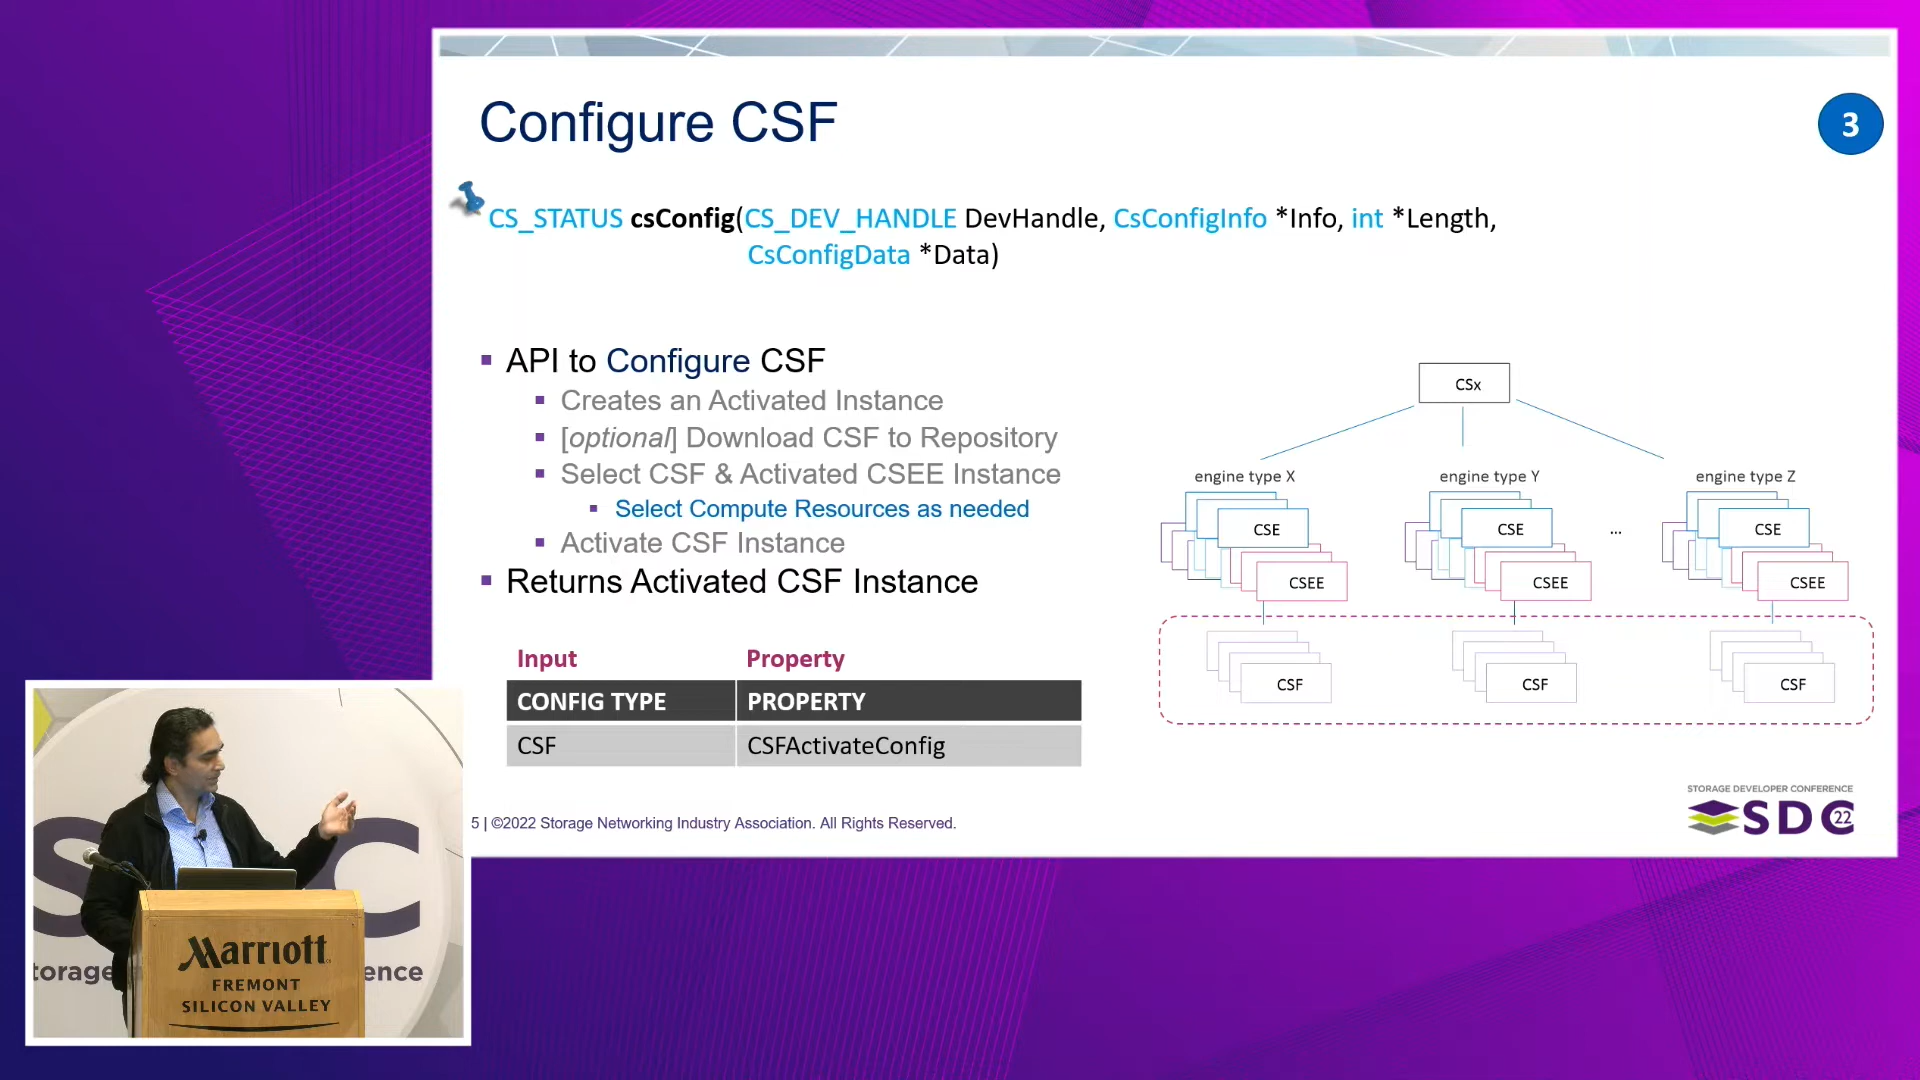 Configure CSF
3
CS_STATUS csConfig(CS_DEV_HANDLE DevHandle, CsConfigInfo *Info, int *Length,
CsConfigData *Data)
▪ API to Configure CSF
▪ Creates an Activated Instance
▪ [optional] Download CSF to Repository
▪ Select CSF & Activated CSEE Instance
▪ Select Compute Resources as needed
▪ Activate CSF Instance
▪ Returns Activated CSF Instance
Input Property
CONFIG TYPE PROPERTY
CSF CSFActivateConfig
CSx
engine type X engine type Y engine type Z
CSE CSE ... CSE
CSEE CSEE CSEE
CSF CSF CSF
STORAGE DEVELOPER CONFERENCE
SDC 22
5 | ©2022 Storage Networking Industry Association. All Rights Reserved.
S C
torage ence
Marriott
FREMONT
SILICON VALLEY